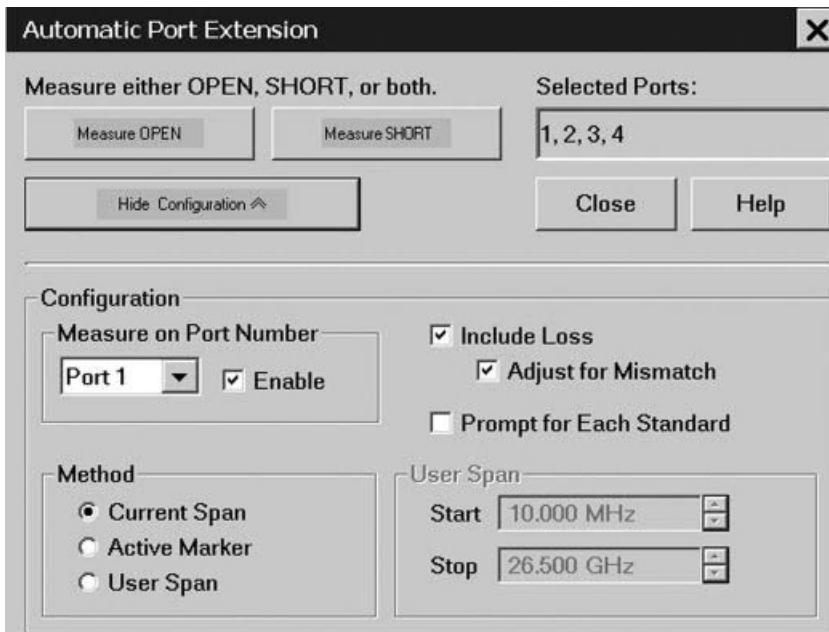 Automatic Port Extension
Measure either OPEN, SHORT, or both.
Selected Ports:
Measure OPEN
Measure SHORT
1, 2, 3, 4
Hide Configuration
Close
Help
Configuration
Measure on Port Number
Port 1
Enable
Include Loss
Adjust for Mismatch
Prompt for Each Standard
Method
Current Span
Active Marker
User Span
User Span
Start 10.000 MHz
Stop 26.500 GHz